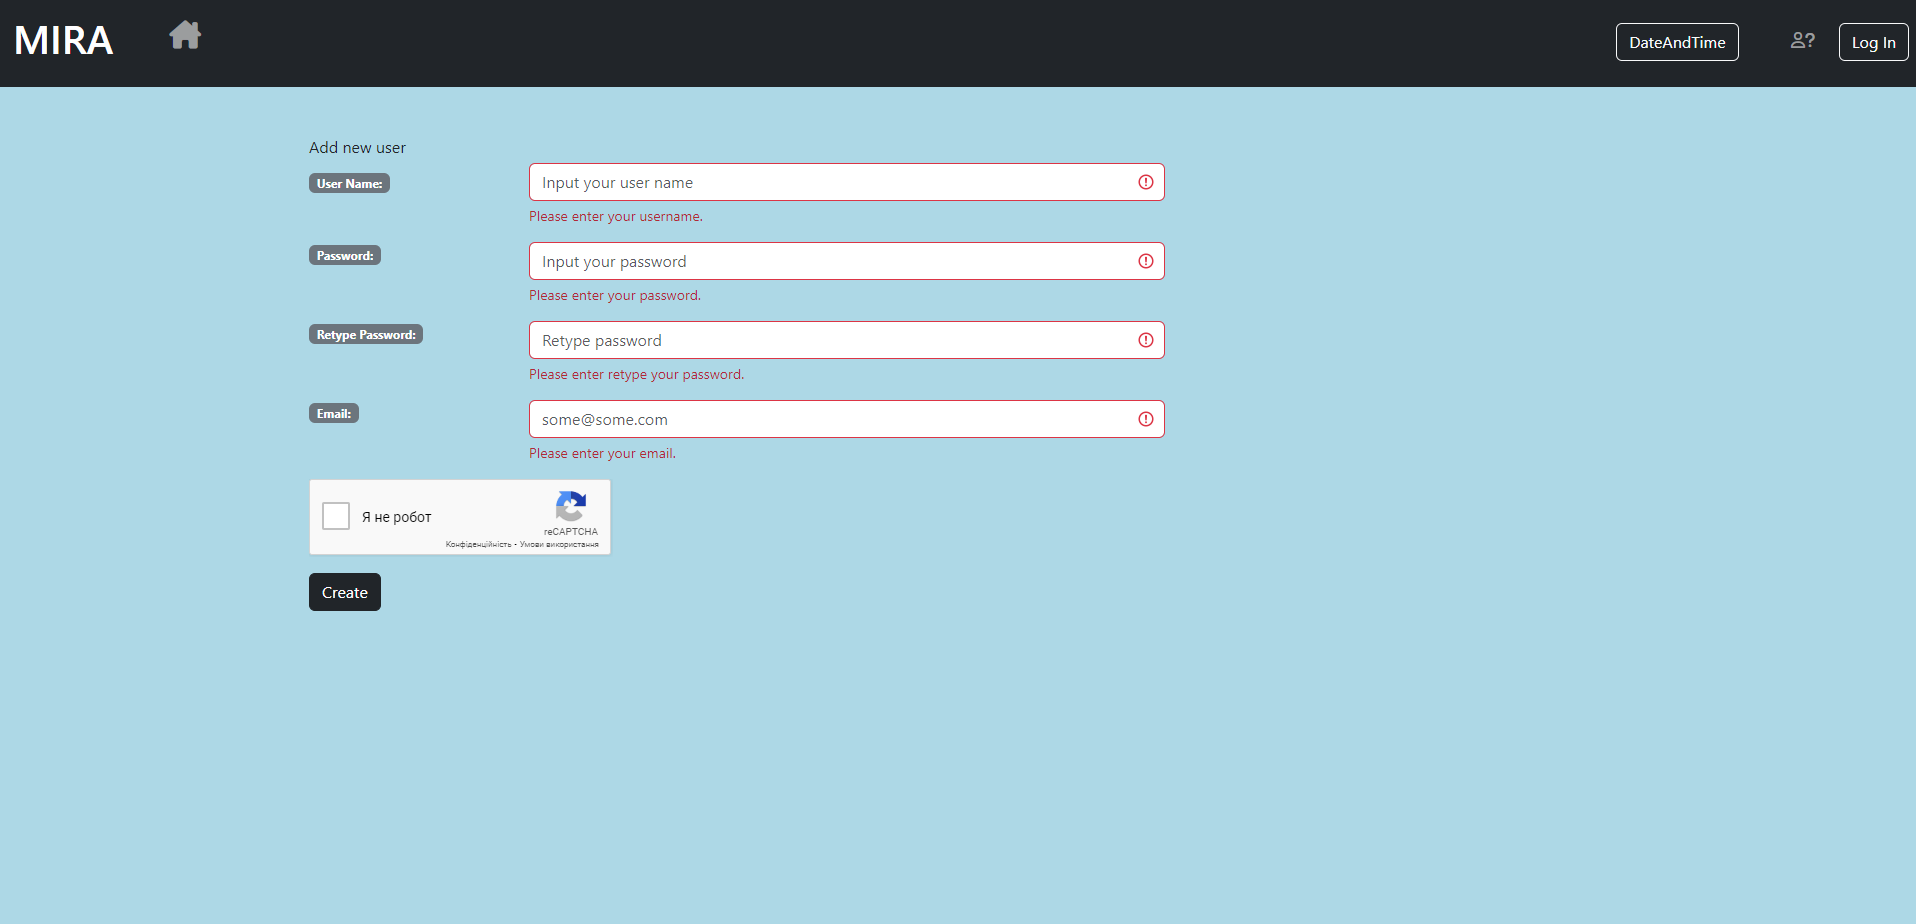 MIRA
DateAndTime
?
Log In
Add new user
User Name:
Input your user name
Please enter your username.
Password:
Input your password
Please enter your password.
Retype Password:
Retype password
Please enter retype your password.
Email:
some@some.com
Please enter your email.
Я не робот
reCAPTCHA
Конфіденційність • Умови використання
Create